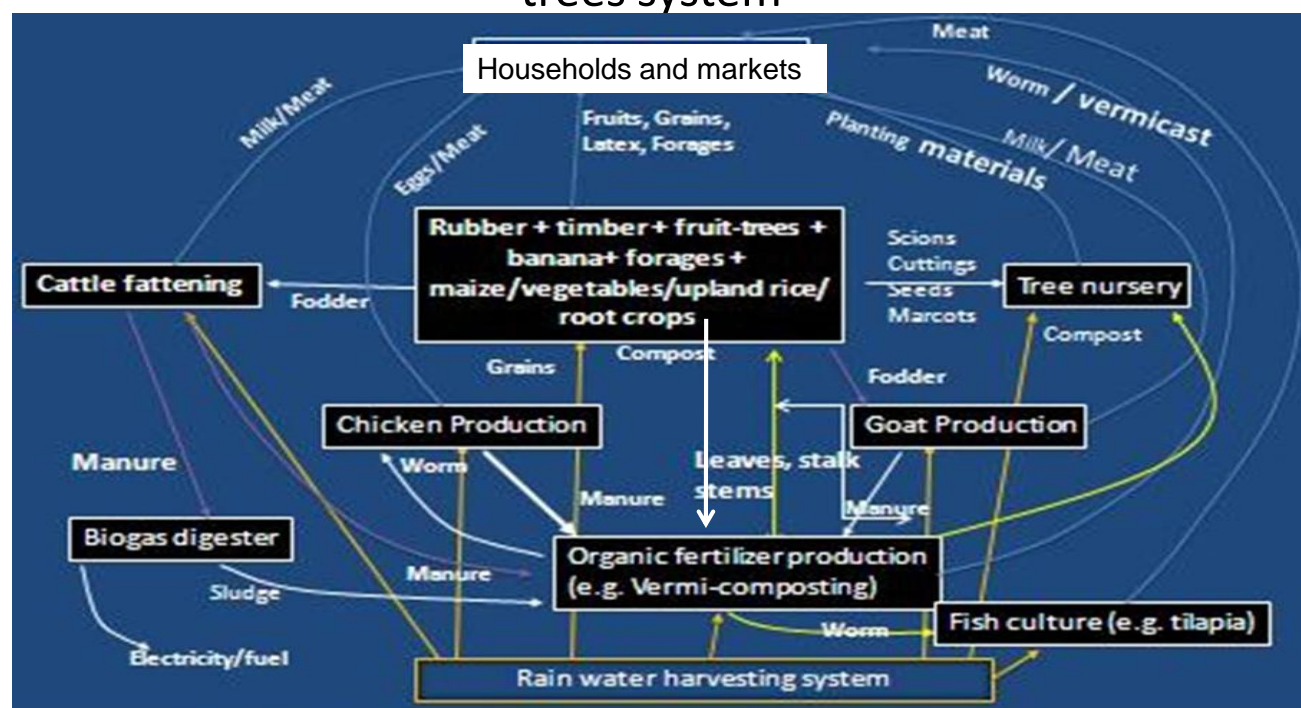 trees system
Meat
Households and markets
Worm / vermicast
Milk/Meat
Eggs/Meat
Fruits, Grains,
Latex, Forages
Planting materials
Milk/ Meat
Rubber + timber + fruit-trees +
banana+ forages +
maize/vegetables/upland rice/
root crops
Scions
Cuttings
Seeds
Marcots
Cattle fattening
Fodder
Tree nursery
Compost
Grains
Compost
Fodder
Chicken Production
Goat Production
Manure
Worm
Manure
Leaves, stalk
stems
Manure
Biogas digester
Organic fertilizer production
(e.g. Vermi-composting)
Manure
Sludge
Worm
Fish culture (e.g. tilapia)
Electricity/fuel
Rain water harvesting system